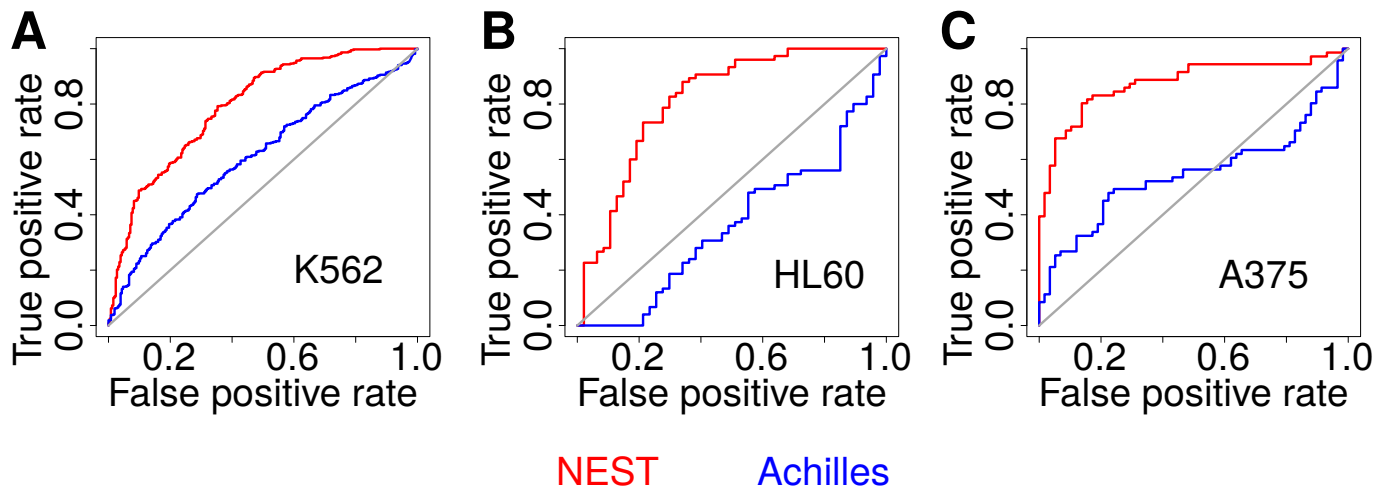 A
True positive rate
0.0 0.4 0.8
K562
0.2 0.6 1.0
False positive rate
B
True positive rate
0.0 0.4 0.8
HL60
0.2 0.6 1.0
False positive rate
C
True positive rate
0.0 0.4 0.8
A375
0.2 0.6 1.0
False positive rate
NEST Achilles